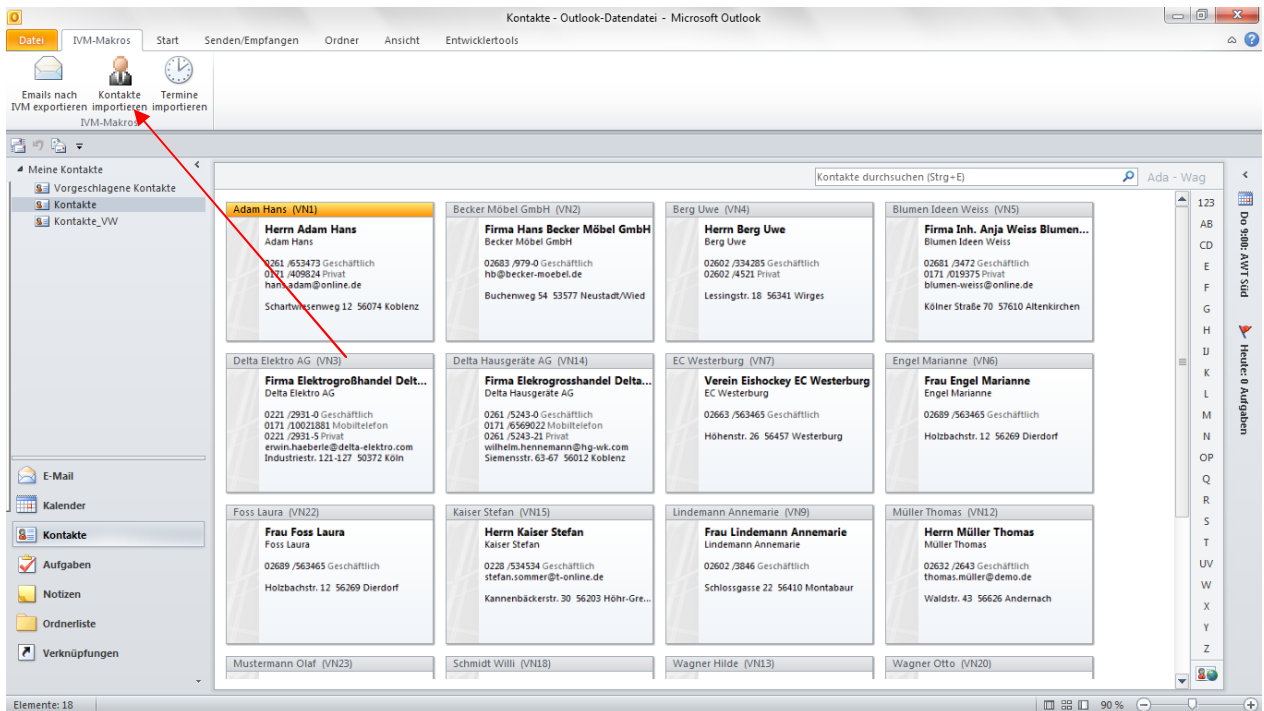 Kontakte - Outlook-Datendatei - Microsoft Outlook
Datei IVM-Makros Start Senden/Empfangen Ordner Ansicht Entwicklertools
Emails nach IVM exportieren
Kontakte importieren
Termine importieren
IVM-Makros
Meine Kontakte
Vorgeschlagene Kontakte
Kontakte
Kontakte_VW
E-Mail
Kalender
Kontakte
Aufgaben
Notizen
Ordnerliste
Verknüpfungen
Kontakte durchsuchen (Strg+E)
Ada - Wag
Adam Hans (VN1)
Herrn Adam Hans
Adam Hans
0261 /653473 Geschäftlich
0171 /409824 Privat
hans.adam@online.de
Schartwiesenweg 12 56074 Koblenz
Becker Möbel GmbH (VN2)
Firma Hans Becker Möbel GmbH
Becker Möbel GmbH
02683 /979-0 Geschäftlich
hb@becker-moebel.de
Buchenweg 54 53577 Neustadt/Wied
Berg Uwe (VN4)
Herrn Berg Uwe
Berg Uwe
02602 /334285 Geschäftlich
02602 /4521 Privat
Lessingstr. 18 56341 Wirges
Blumen Ideen Weiss (VN5)
Firma Inh. Anja Weiss Blumen...
Blumen Ideen Weiss
02681 /3472 Geschäftlich
0171 /019375 Privat
blumen-weiss@online.de
Kölner Straße 70 57610 Altenkirchen
Delta Elektro AG (VN3)
Firma Elektrogroßhandel Delt...
Delta Elektro AG
0221 /2931-0 Geschäftlich
0171 /10021881 Mobiltelefon
0221 /2931-5 Privat
erwin.haeberle@delta-elektro.com
Industriestr. 121-127 50372 Köln
Delta Hausgeräte AG (VN14)
Firma Elekrogrosshandel Delta...
Delta Hausgeräte AG
0261 /5243-0 Geschäftlich
0171 /6569022 Mobiltelefon
0261 /5243-21 Privat
wilhelm.hennemann@hg-wk.com
Siemensstr. 63-67 56012 Koblenz
EC Westerburg (VN7)
Verein Eishockey EC Westerburg
EC Westerburg
02663 /563465 Geschäftlich
Höhenstr. 26 56457 Westerburg
Engel Marianne (VN6)
Frau Engel Marianne
Engel Marianne
02689 /563465 Geschäftlich
Holzbachstr. 12 56269 Dierdorf
Foss Laura (VN22)
Frau Foss Laura
Foss Laura
02689 /563465 Geschäftlich
Holzbachstr. 12 56269 Dierdorf
Kaiser Stefan (VN15)
Herrn Kaiser Stefan
Kaiser Stefan
0228 /534534 Geschäftlich
stefan.sommer@t-online.de
Kannenbäckerstr. 30 56203 Höhr-Gre...
Lindemann Annemarie (VN9)
Frau Lindemann Annemarie
Lindemann Annemarie
02602 /3846 Geschäftlich
Schlossgasse 22 56410 Montabaur
Müller Thomas (VN12)
Herrn Müller Thomas
Müller Thomas
02632 /2643 Geschäftlich
thomas.müller@demo.de
Waldstr. 43 56626 Andernach
Mustermann Olaf (VN23)
Schmidt Willi (VN18)
Wagner Hilde (VN13)
Wagner Otto (VN20)
123
AB
CD
E
F
G
H
IJ
K
L
M
N
OP
Q
R
S
T
UV
W
X
Y
Z
Do 9:00: AWT Süd
Heute: 0 Aufgaben
Elemente: 18
90 %